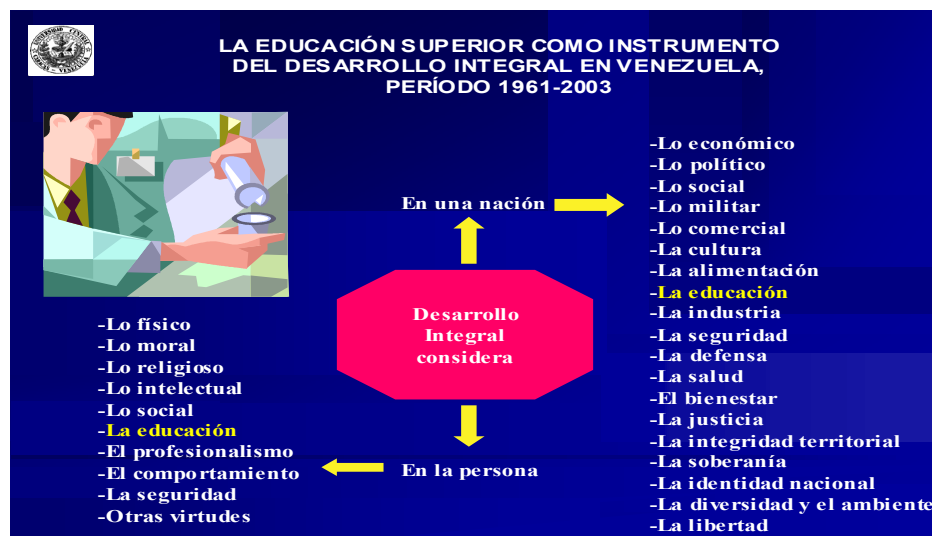 LA EDUCACIÓN SUPERIOR COMO INSTRUMENTO
DEL DESARROLLO INTEGRAL EN VENEZUELA,
PERÍODO 1961-2003
En una nación
-Lo económico
-Lo político
-Lo social
-Lo militar
-Lo comercial
-La cultura
-La alimentación
-La educación
-La industria
-La seguridad
-La defensa
-La salud
-El bienestar
-La justicia
-La integridad territorial
-La soberanía
-La identidad nacional
-La diversidad y el ambiente
-La libertad
Desarrollo
Integral
considera
En la persona
-Lo físico
-Lo moral
-Lo religioso
-Lo intelectual
-Lo social
-La educación
-El profesionalismo
-El comportamiento
-La seguridad
-Otras virtudes